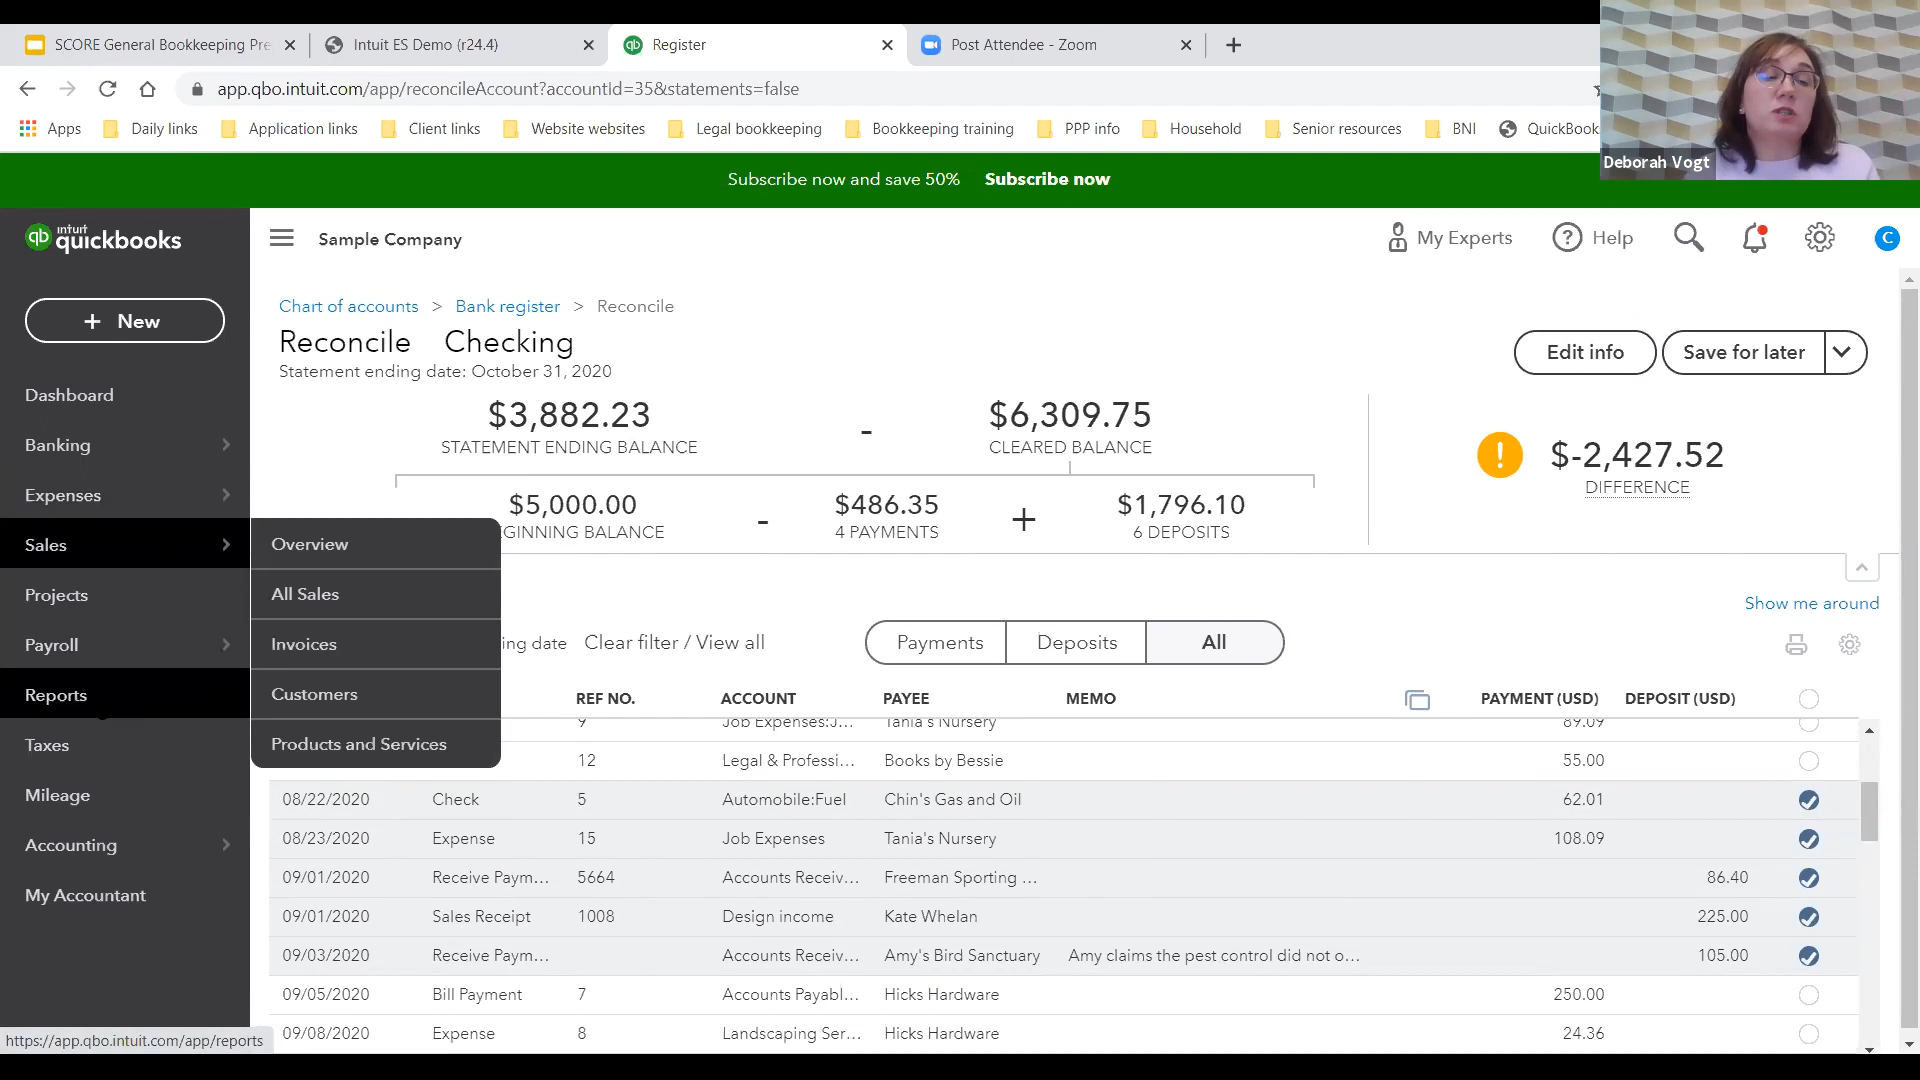 SCORE General Bookkeeping Pre
Intuit ES Demo (r24.4)
Register
Post Attendee - Zoom
app.qbo.intuit.com/app/reconcileAccount?accountId=35&statements=false
Apps
Daily links
Application links
Client links
Website websites
Legal bookkeeping
Bookkeeping training
PPP info
Household
Senior resources
BNI
QuickBook
Deborah Vogt
Subscribe now and save 50% Subscribe now
qb intuit quickbooks
Sample Company
My Experts
Help
C
+ New
Dashboard
Banking
Expenses
Sales
Projects
Payroll
Reports
Taxes
Mileage
Accounting
My Accountant
Overview
All Sales
Invoices
Customers
Products and Services
Chart of accounts > Bank register > Reconcile
Reconcile Checking
Statement ending date: October 31, 2020
Edit info
Save for later
$3,882.23
STATEMENT ENDING BALANCE
-
$6,309.75
CLEARED BALANCE
$5,000.00
GINNING BALANCE
-
$486.35
4 PAYMENTS
+
$1,796.10
6 DEPOSITS
!
$-2,427.52
DIFFERENCE
Show me around
ing date
Clear filter / View all
Payments
Deposits
All
REF NO. ACCOUNT PAYEE MEMO PAYMENT (USD) DEPOSIT (USD)
9 Job Expenses:J... Tania's Nursery 89.09
12 Legal & Professi... Books by Bessie 55.00
08/22/2020 Check 5 Automobile:Fuel Chin's Gas and Oil 62.01
08/23/2020 Expense 15 Job Expenses Tania's Nursery 108.09
09/01/2020 Receive Paym... 5664 Accounts Receiv... Freeman Sporting ... 86.40
09/01/2020 Sales Receipt 1008 Design income Kate Whelan 225.00
09/03/2020 Receive Paym... Accounts Receiv... Amy's Bird Sanctuary Amy claims the pest control did not o... 105.00
09/05/2020 Bill Payment 7 Accounts Payabl... Hicks Hardware 250.00
09/08/2020 Expense 8 Landscaping Ser... Hicks Hardware 24.36
https://app.qbo.intuit.com/app/reports